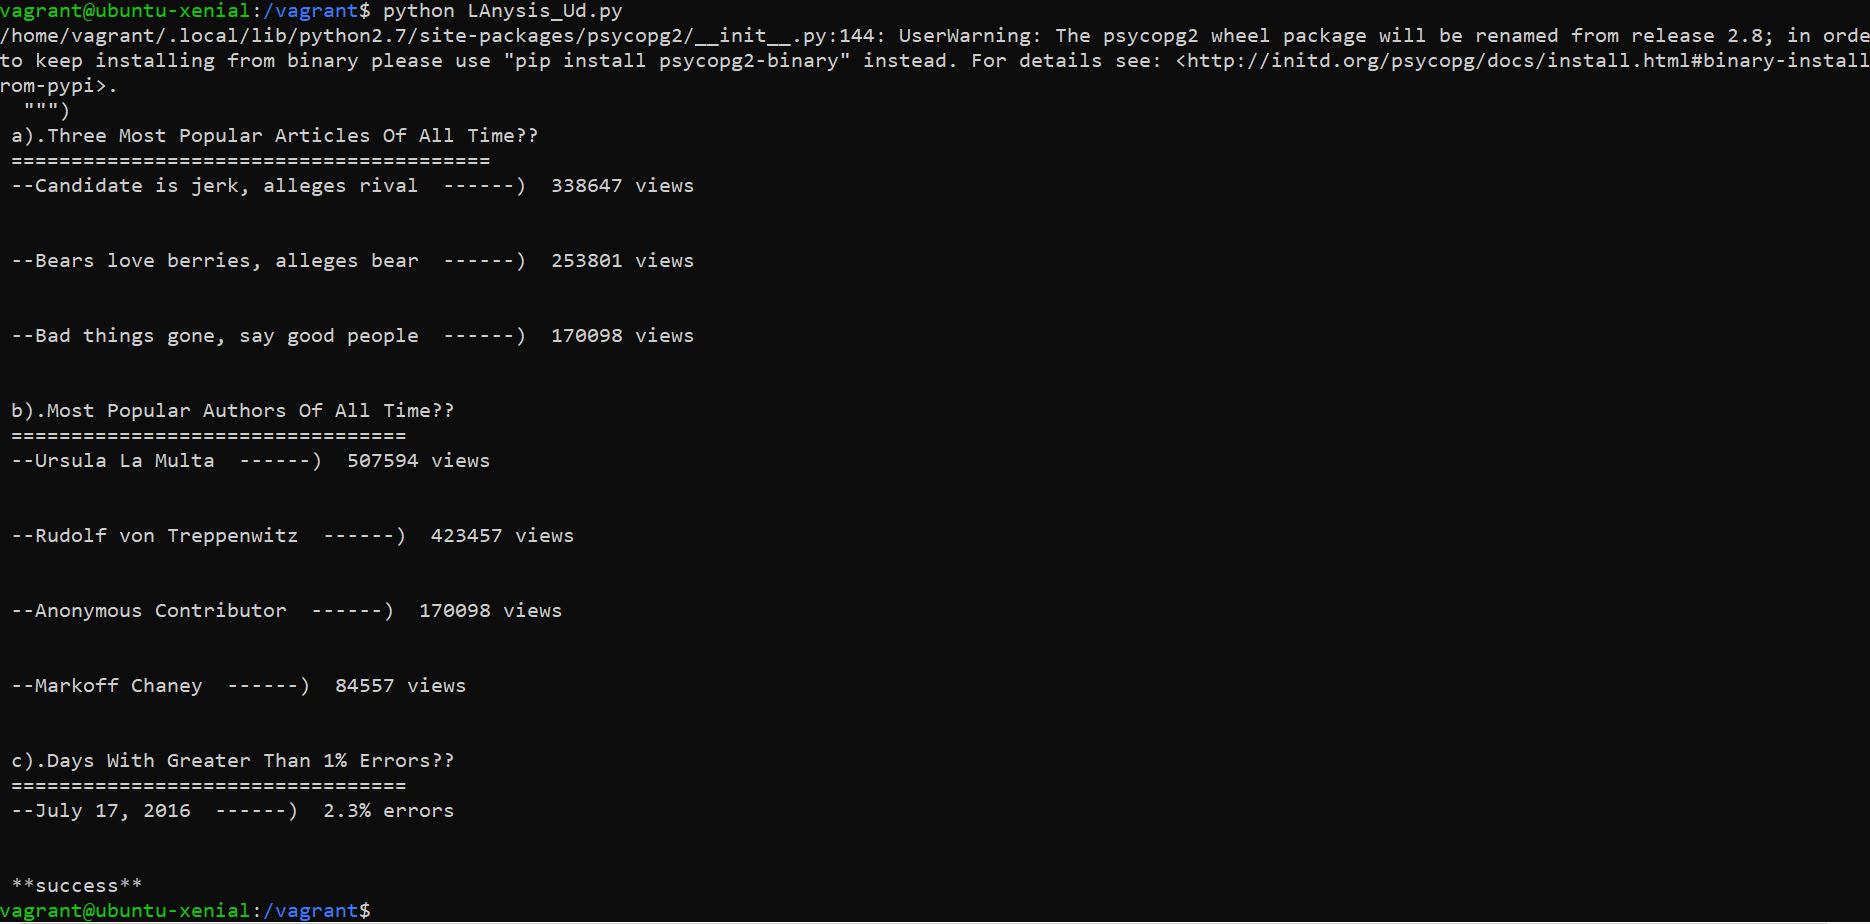 vagrant@ubuntu-xenial:/vagrant$ python LAnysis_Ud.py
/home/vagrant/.local/lib/python2.7/site-packages/psycopg2/__init__.py:144: UserWarning: The psycopg2 wheel package will be renamed from release 2.8; in orde
to keep installing from binary please use "pip install psycopg2-binary" instead. For details see: <http://initd.org/psycopg/docs/install.html#binary-install
rom-pypi>.
  """)
 a).Three Most Popular Articles Of All Time??
 ========================================
 --Candidate is jerk, alleges rival  ------)  338647 views
 --Bears love berries, alleges bear  ------)  253801 views
 --Bad things gone, say good people  ------)  170098 views
 b).Most Popular Authors Of All Time??
 =================================
 --Ursula La Multa  ------)  507594 views
 --Rudolf von Treppenwitz  ------)  423457 views
 --Anonymous Contributor  ------)  170098 views
 --Markoff Chaney  ------)  84557 views
 c).Days With Greater Than 1% Errors??
 =================================
 --July 17, 2016  ------)  2.3% errors
 **success**
vagrant@ubuntu-xenial:/vagrant$